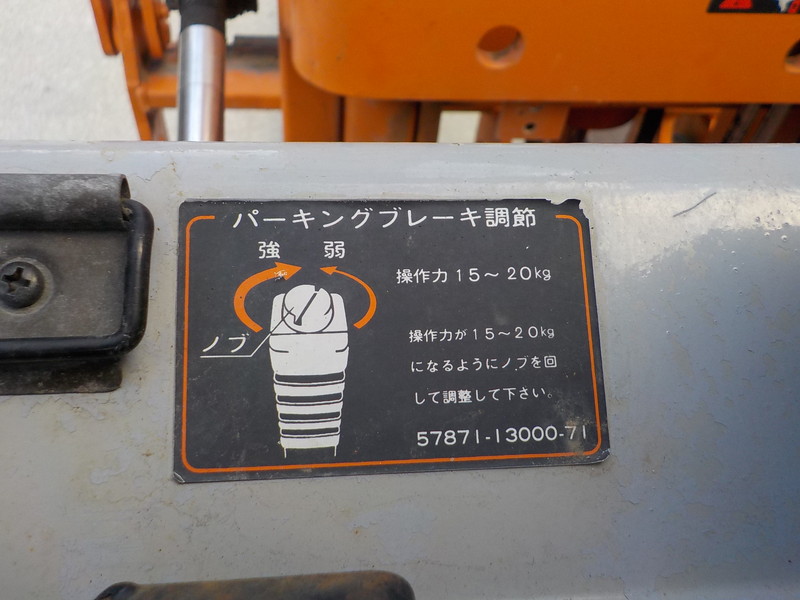 パーキングブレーキ調節
強 弱
操作力15～20kg
ノブ
操作力が15～20kg
になるようにノブを回
して調整して下さい。
57871-13000-71